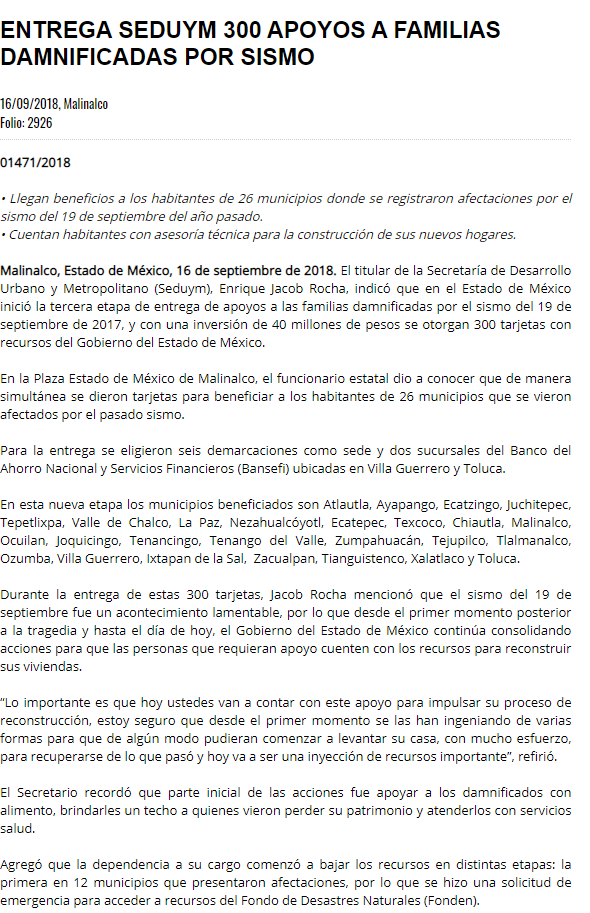 ENTREGA SEDUYM 300 APOYOS A FAMILIAS
DAMNIFICADAS POR SISMO
16/09/2018, Malinalco
Folio: 2926
01471/2018
• Llegan beneficios a los habitantes de 26 municipios donde se registraron afectaciones por el
sismo del 19 de septiembre del año pasado.
• Cuentan habitantes con asesoría técnica para la construcción de sus nuevos hogares.
Malinalco, Estado de México, 16 de septiembre de 2018. El titular de la Secretaría de Desarrollo
Urbano y Metropolitano (Seduym), Enrique Jacob Rocha, indicó que en el Estado de México
inició la tercera etapa de entrega de apoyos a las familias damnificadas por el sismo del 19 de
septiembre de 2017, y con una inversión de 40 millones de pesos se otorgan 300 tarjetas con
recursos del Gobierno del Estado de México.
En la Plaza Estado de México de Malinalco, el funcionario estatal dio a conocer que de manera
simultánea se dieron tarjetas para beneficiar a los habitantes de 26 municipios que se vieron
afectados por el pasado sismo.
Para la entrega se eligieron seis demarcaciones como sede y dos sucursales del Banco del
Ahorro Nacional y Servicios Financieros (Bansefi) ubicadas en Villa Guerrero y Toluca.
En esta nueva etapa los municipios beneficiados son Atlautla, Ayapango, Ecatzingo, Juchitepec,
Tepetlixpa, Valle de Chalco, La Paz, Nezahualcóyotl, Ecatepec, Texcoco, Chiautla, Malinalco,
Ocuilan, Joquicingo, Tenancingo, Tenango del Valle, Zumpahuacán, Tejupilco, Tlalmanalco,
Ozumba, Villa Guerrero, Ixtapan de la Sal, Zacualpan, Tianguistenco, Xalatlaco y Toluca.
Durante la entrega de estas 300 tarjetas, Jacob Rocha mencionó que el sismo del 19 de
septiembre fue un acontecimiento lamentable, por lo que desde el primer momento posterior
a la tragedia y hasta el día de hoy, el Gobierno del Estado de México continúa consolidando
acciones para que las personas que requieran apoyo cuenten con los recursos para reconstruir
sus viviendas.
“Lo importante es que hoy ustedes van a contar con este apoyo para impulsar su proceso de
reconstrucción, estoy seguro que desde el primer momento se las han ingeniando de varias
formas para que de algún modo pudieran comenzar a levantar su casa, con mucho esfuerzo,
para recuperarse de lo que pasó y hoy va a ser una inyección de recursos importante”, refirió.
El Secretario recordó que parte inicial de las acciones fue apoyar a los damnificados con
alimento, brindarles un techo a quienes vieron perder su patrimonio y atenderlos con servicios
salud.
Agregó que la dependencia a su cargo comenzó a bajar los recursos en distintas etapas: la
primera en 12 municipios que presentaron afectaciones, por lo que se hizo una solicitud de
emergencia para acceder a recursos del Fondo de Desastres Naturales (Fonden).